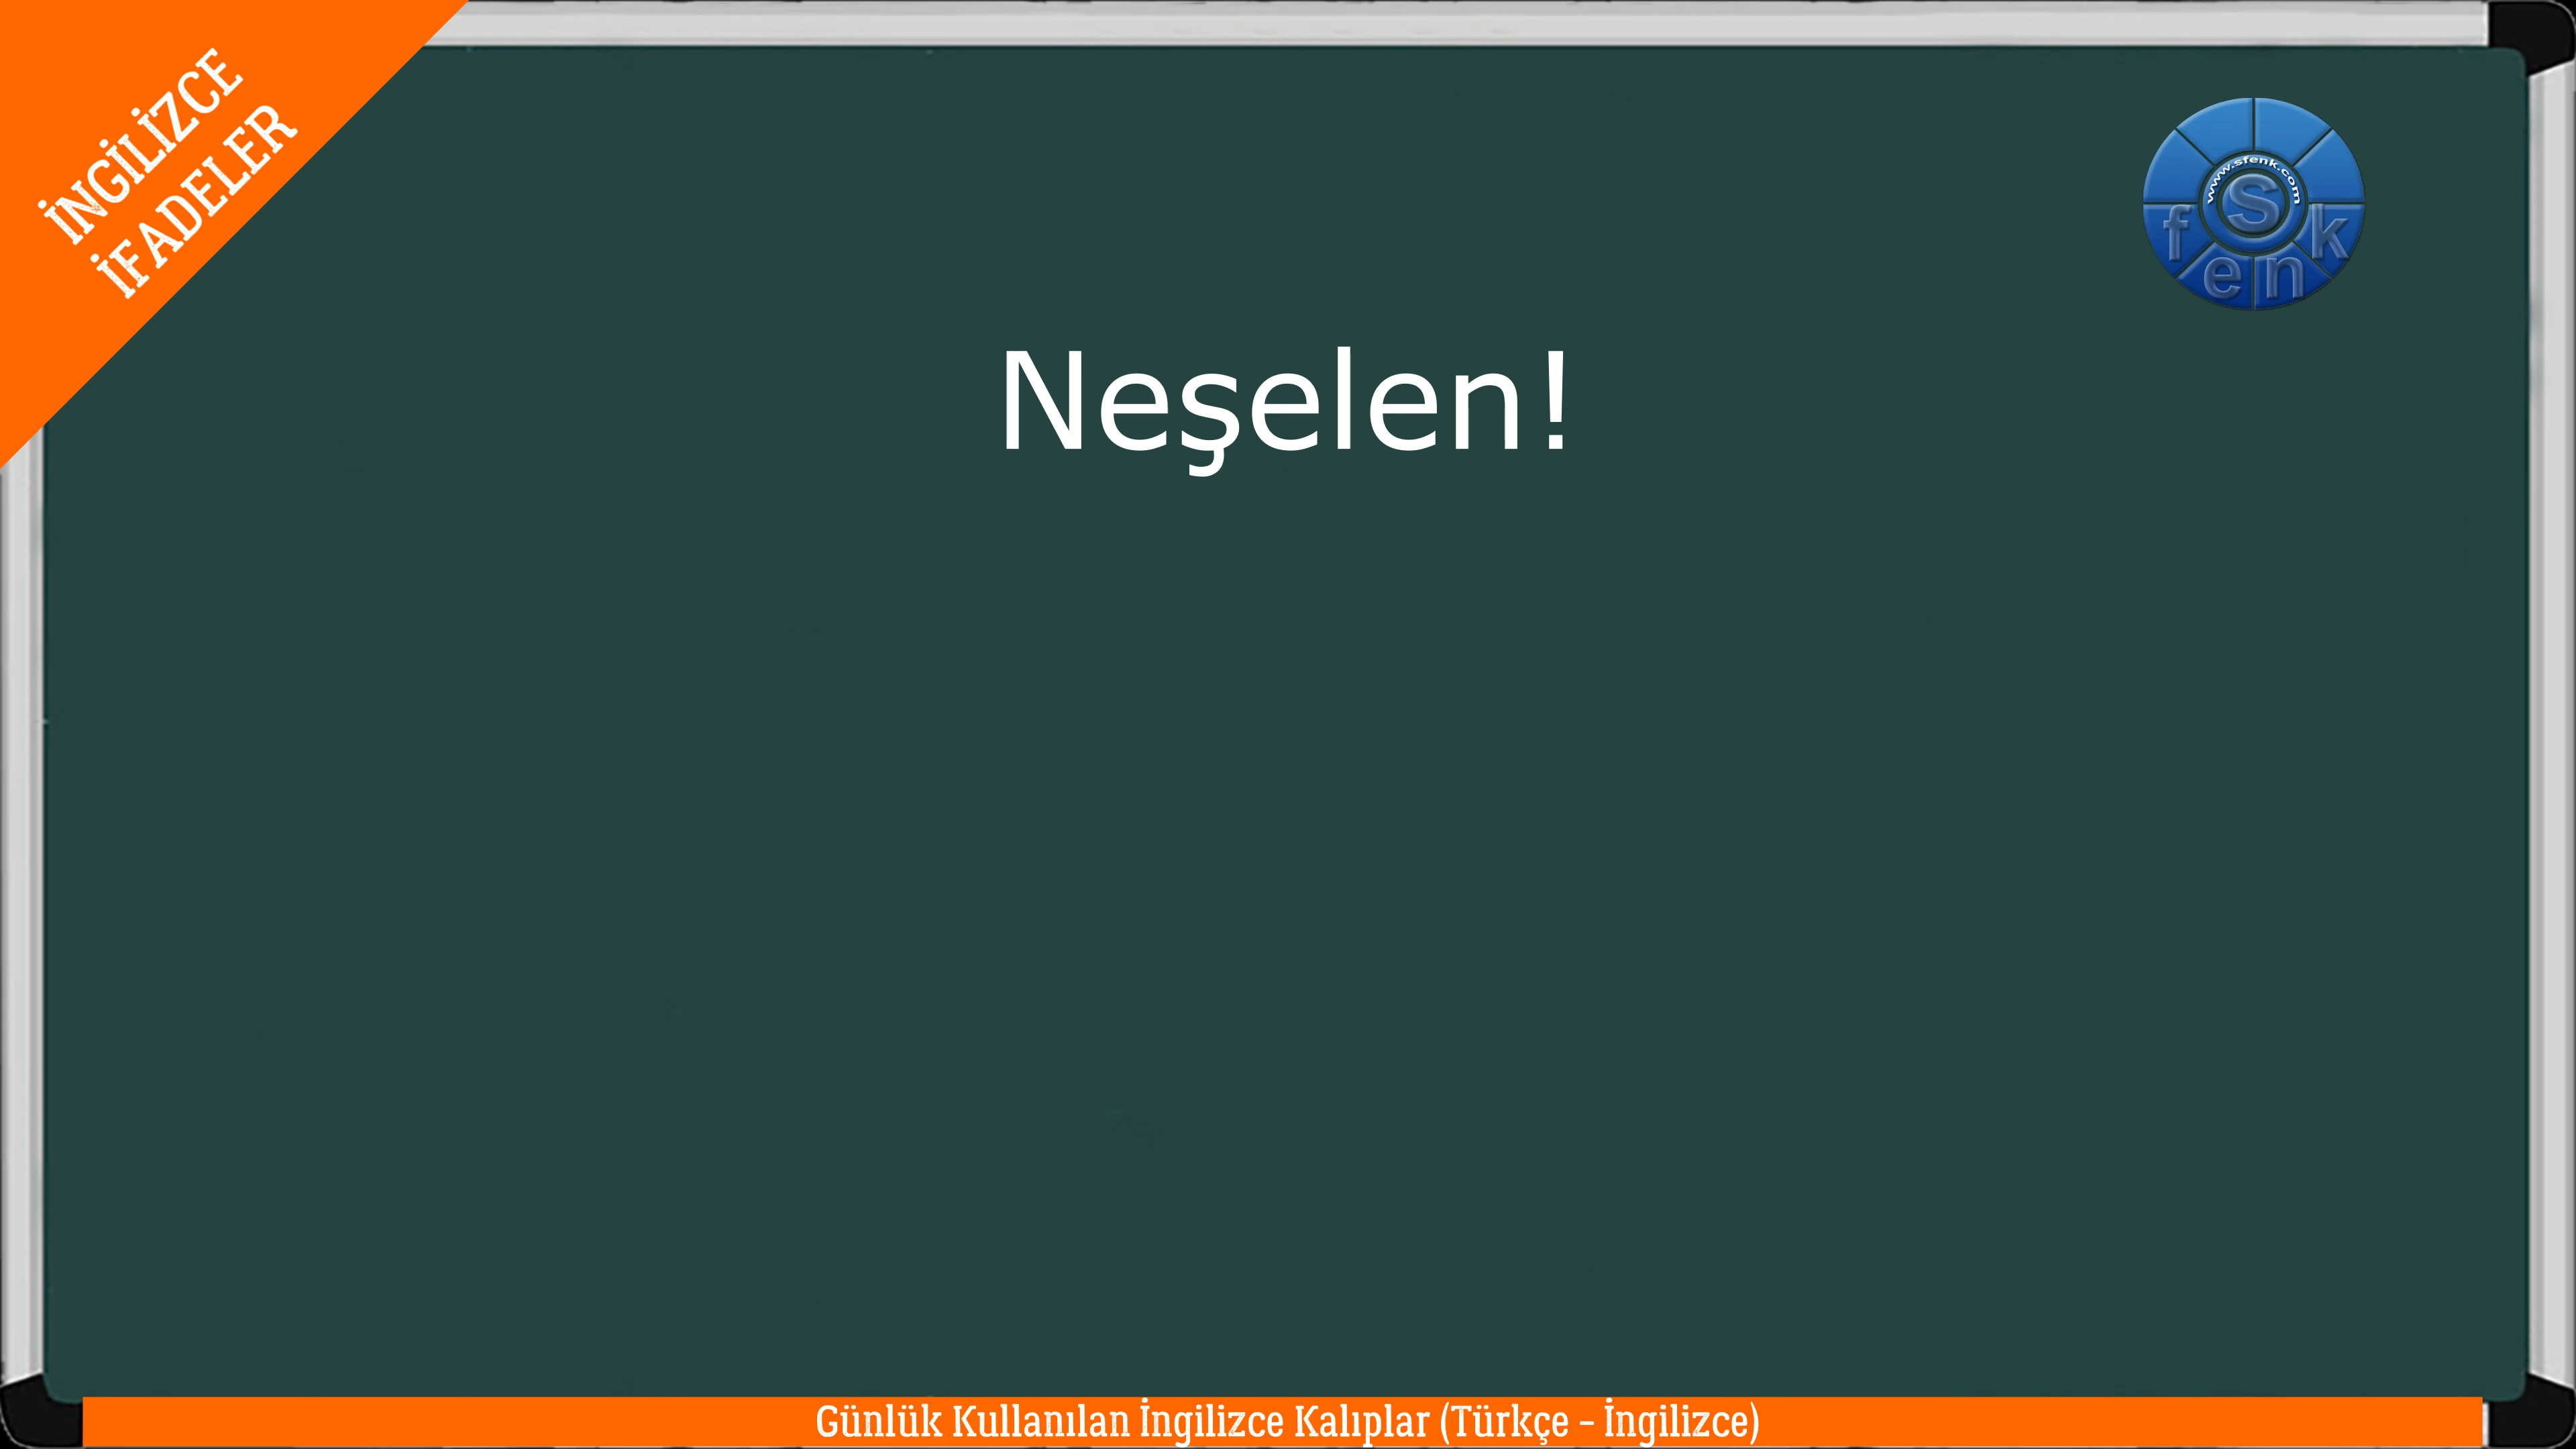 İNGİLİZCE
İFADELER
www.sfenk.com
S
f e n k
Neşelen!
Günlük Kullanılan İngilizce Kalıplar (Türkçe – İngilizce)